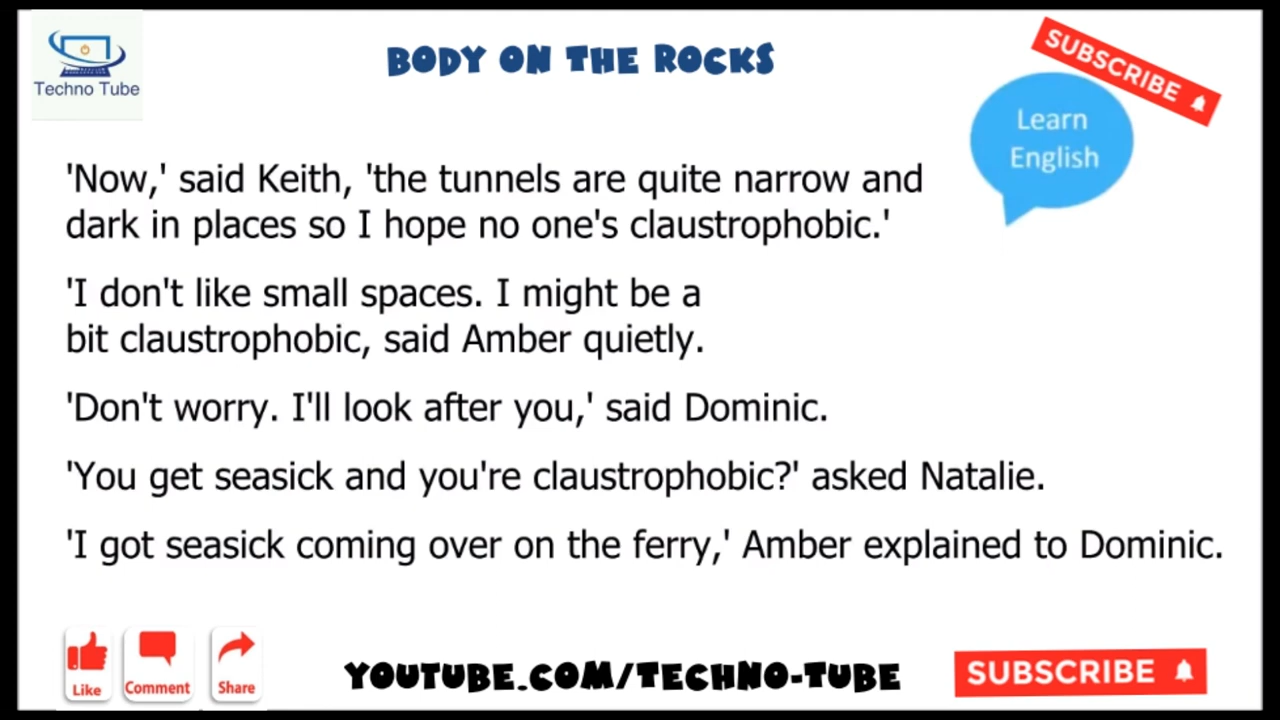 Techno Tube
BODY ON THE ROCKS
SUBSCRIBE
Learn
English
'Now,' said Keith, 'the tunnels are quite narrow and
dark in places so I hope no one's claustrophobic.'
'I don't like small spaces. I might be a
bit claustrophobic, said Amber quietly.
'Don't worry. I'll look after you,' said Dominic.
'You get seasick and you're claustrophobic?' asked Natalie.
'I got seasick coming over on the ferry,' Amber explained to Dominic.
Like
Comment
Share
YOUTUBE.COM/TECHNO-TUBE
SUBSCRIBE